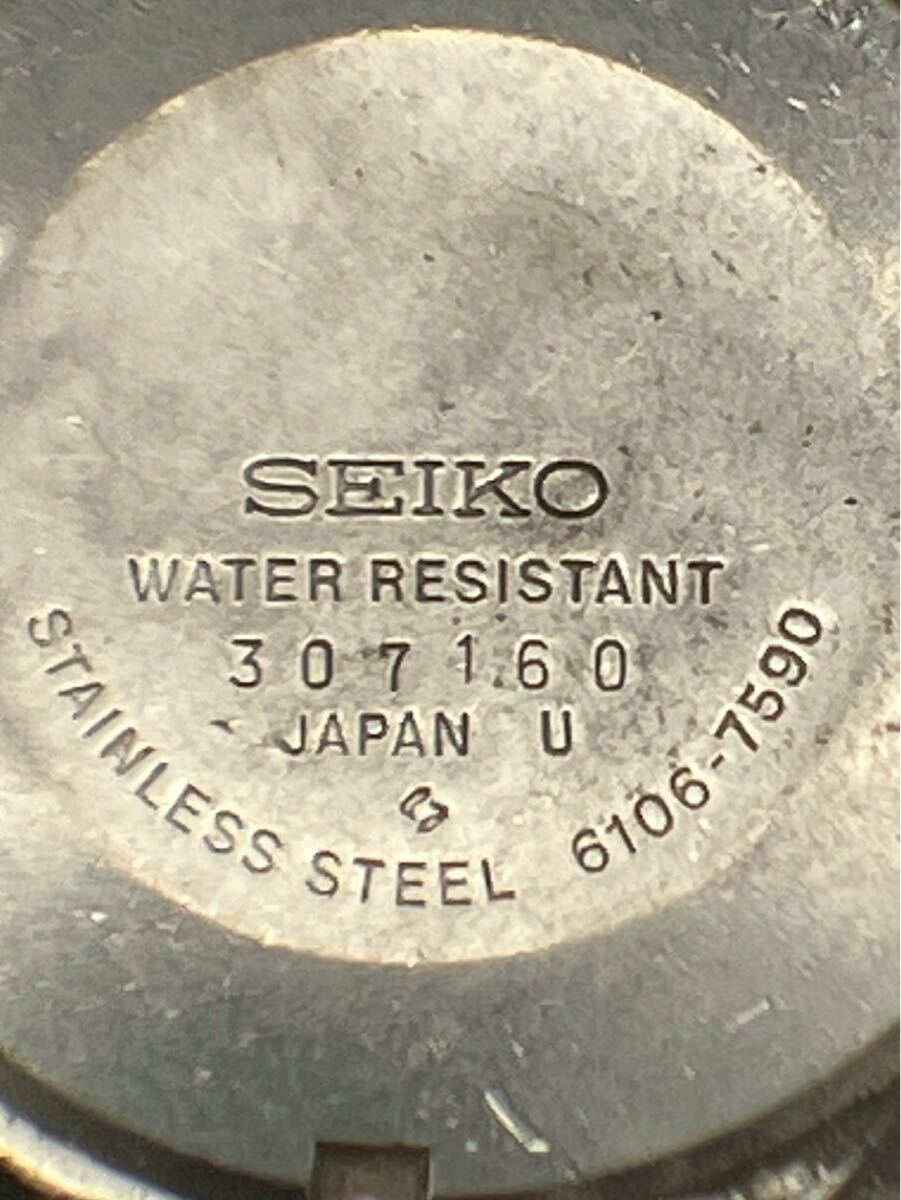 SEIKO
WATER RESISTANT
307160
JAPAN U
STAINLESS STEEL 6106-7590